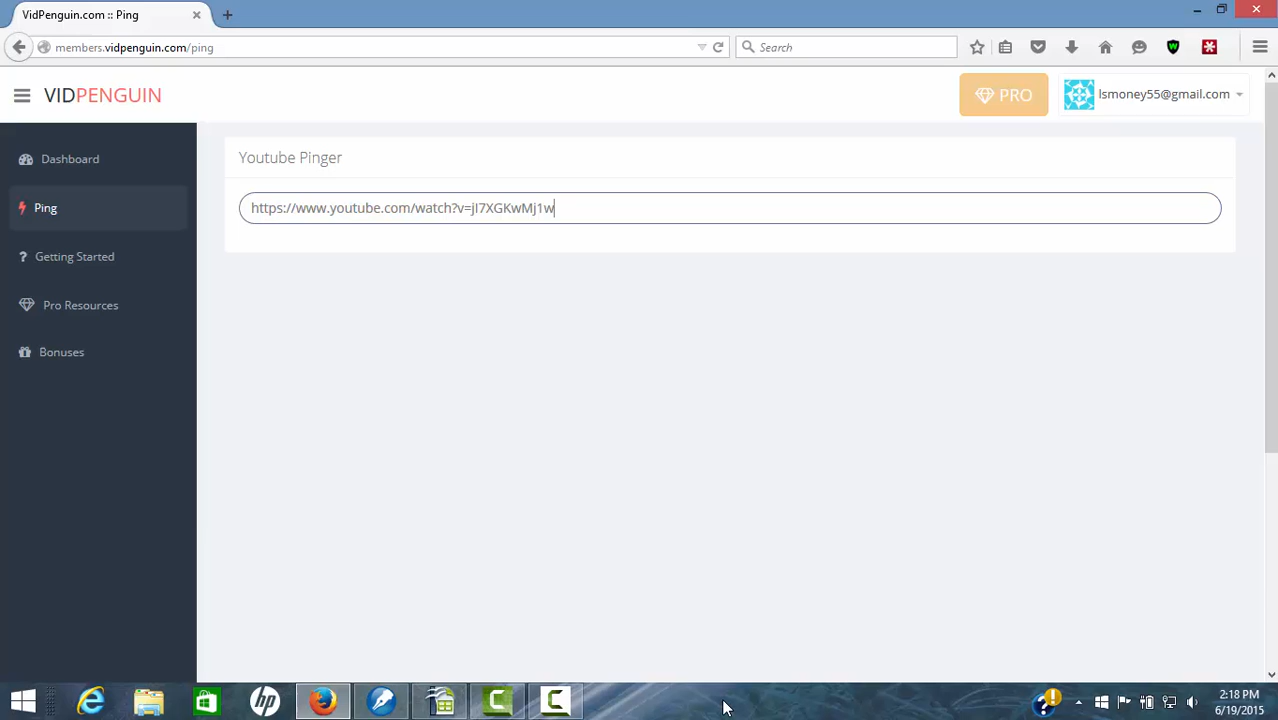 VidPenguin.com :: Ping
members.vidpenguin.com/ping
Search
VIDPENGUIN
PRO
lsmoney55@gmail.com
Dashboard
Ping
Getting Started
Pro Resources
Bonuses
Youtube Pinger
https://www.youtube.com/watch?v=jI7XGKwMj1w
2:18 PM
6/19/2015